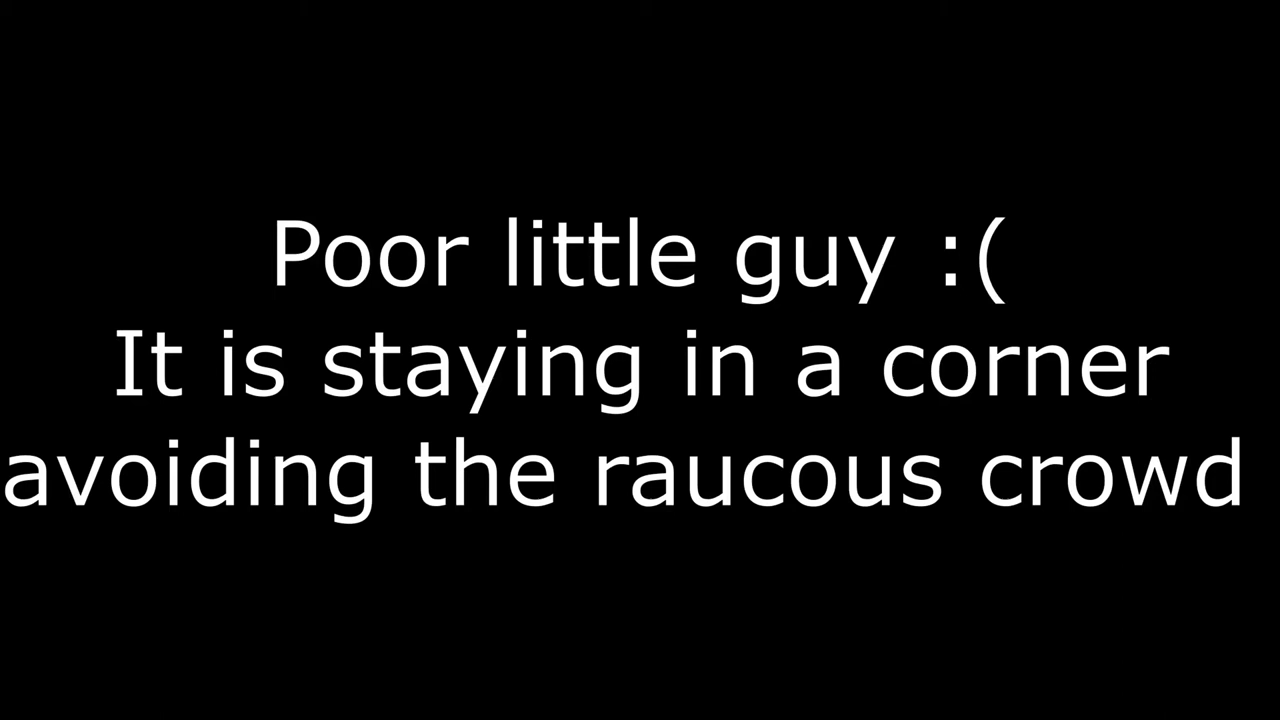 Poor little guy :(
It is staying in a corner
avoiding the raucous crowd